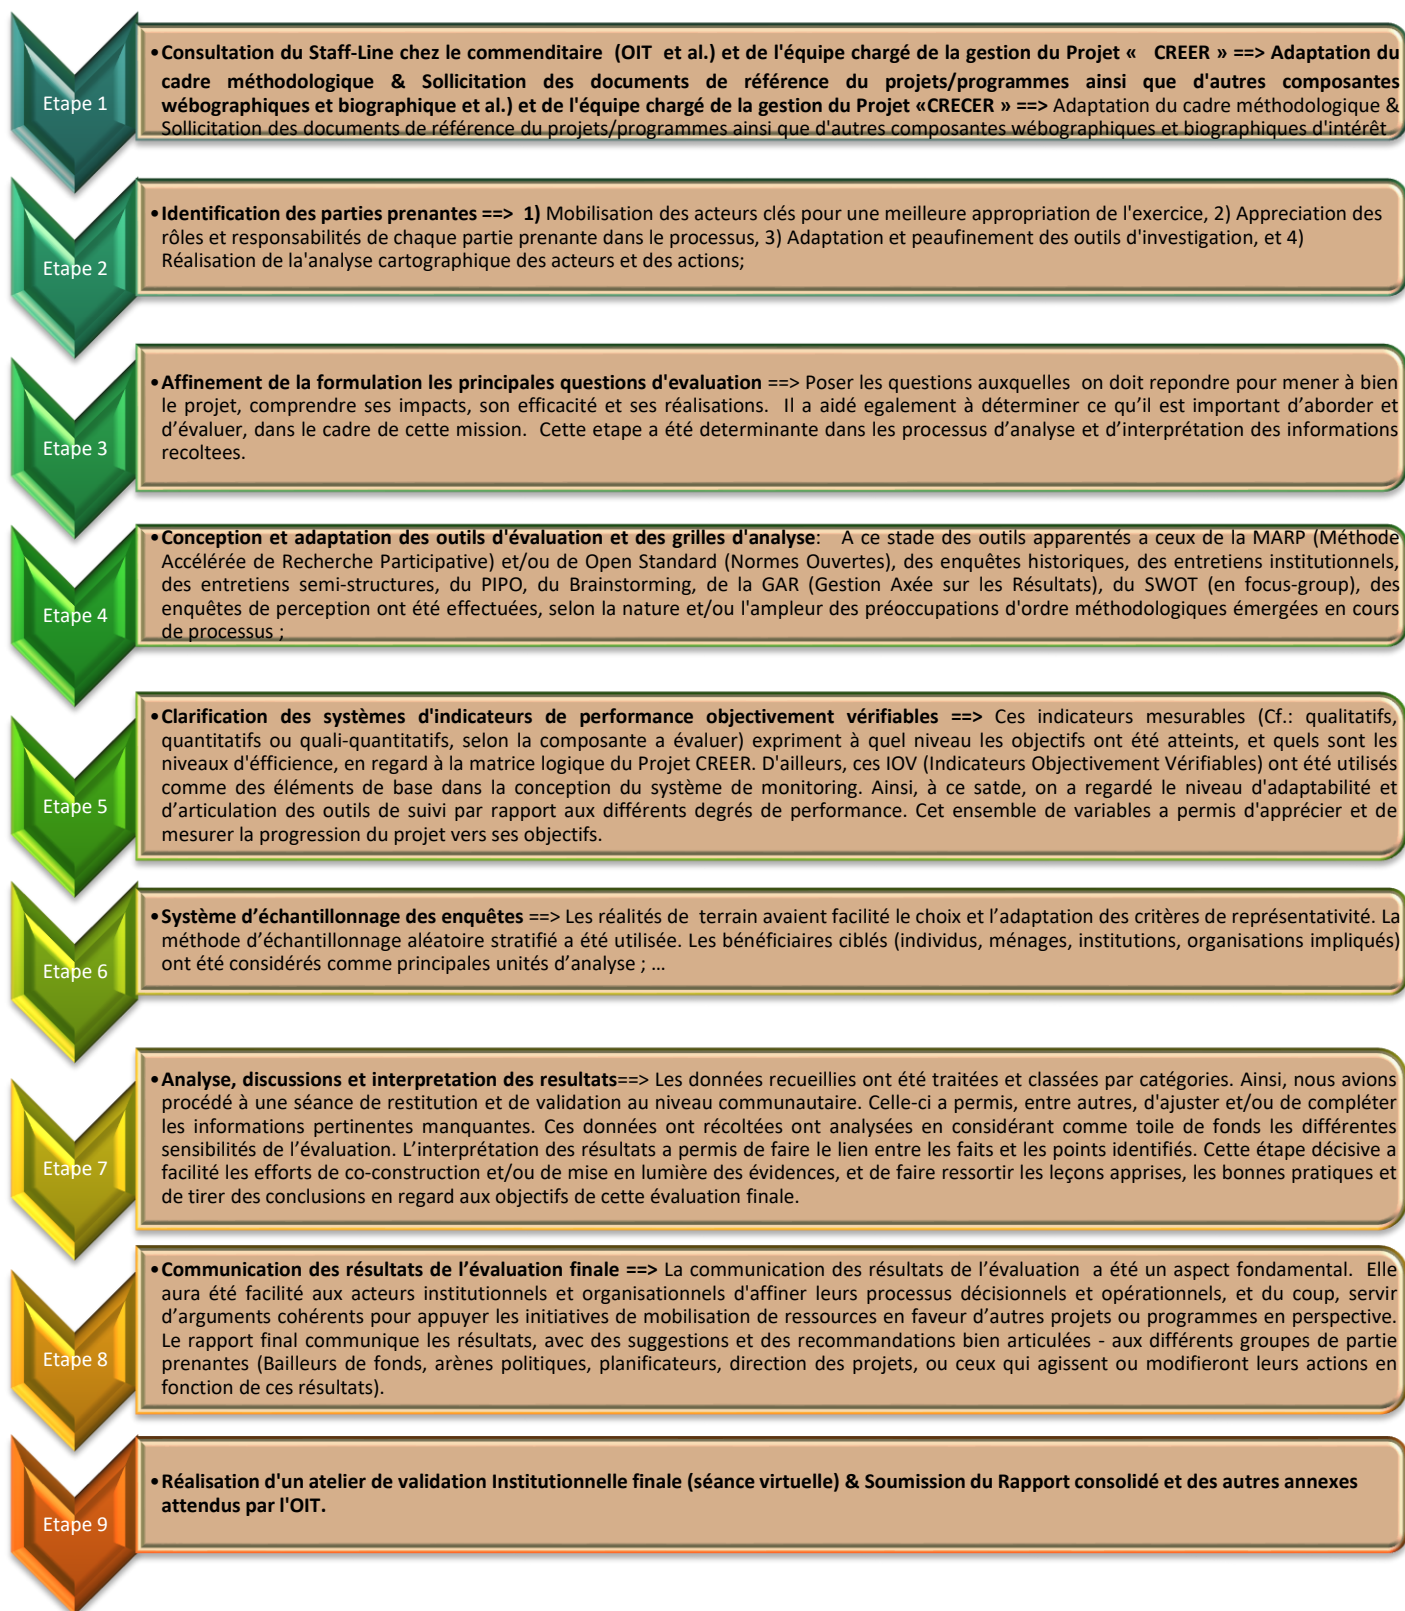 Etape 1
•Consultation du Staff-Line chez le commenditaire (OIT et al.) et de l'équipe chargé de la gestion du Projet « CREER » ==> Adaptation du
cadre méthodologique & Sollicitation des documents de référence du projets/programmes ainsi que d'autres composantes
wébographiques et biographique et al.) et de l'équipe chargé de la gestion du Projet «CRECER » ==> Adaptation du cadre méthodologique &
Sollicitation des documents de référence du projets/programmes ainsi que d'autres composantes wébographiques et biographiques d'intérêt
Etape 2
•Identification des parties prenantes ==> 1) Mobilisation des acteurs clés pour une meilleure appropriation de l'exercice, 2) Appreciation des
rôles et responsabilités de chaque partie prenante dans le processus, 3) Adaptation et peaufinement des outils d'investigation, et 4)
Réalisation de la'analyse cartographique des acteurs et des actions;
Etape 3
•Affinement de la formulation les principales questions d'evaluation ==> Poser les questions auxquelles on doit repondre pour mener à bien
le projet, comprendre ses impacts, son efficacité et ses réalisations. Il a aidé egalement à déterminer ce qu'il est important d'aborder et
d'évaluer, dans le cadre de cette mission. Cette etape a été determinante dans les processus d'analyse et d'interprétation des informations
recoltees.
Etape 4
•Conception et adaptation des outils d'évaluation et des grilles d'analyse: A ce stade des outils apparentés a ceux de la MARP (Méthode
Accélérée de Recherche Participative) et/ou de Open Standard (Normes Ouvertes), des enquêtes historiques, des entretiens institutionnels,
des entretiens semi-structures, du PIPO, du Brainstorming, de la GAR (Gestion Axée sur les Résultats), du SWOT (en focus-group), des
enquêtes de perception ont été effectuées, selon la nature et/ou l'ampleur des préoccupations d'ordre méthodologiques émergées en cours
de processus ;
Etape 5
•Clarification des systèmes d'indicateurs de performance objectivement vérifiables ==> Ces indicateurs mesurables (Cf.: qualitatifs,
quantitatifs ou quali-quantitatifs, selon la composante a évaluer) expriment à quel niveau les objectifs ont été atteints, et quels sont les
niveaux d'éfficience, en regard à la matrice logique du Projet CREER. D'ailleurs, ces IOV (Indicateurs Objectivement Vérifiables) ont été utilisés
comme des éléments de base dans la conception du système de monitoring. Ainsi, à ce satde, on a regardé le niveau d'adaptabilité et
d'articulation des outils de suivi par rapport aux différents degrés de performance. Cet ensemble de variables a permis d'apprécier et de
mesurer la progression du projet vers ses objectifs.
Etape 6
•Système d'échantillonnage des enquêtes ==> Les réalités de terrain avaient facilité le choix et l'adaptation des critères de représentativité. La
méthode d'échantillonnage aléatoire stratifié a été utilisée. Les bénéficiaires ciblés (individus, ménages, institutions, organisations impliqués)
ont été considérés comme principales unités d'analyse ; …
Etape 7
•Analyse, discussions et interpretation des resultats==> Les données recueillies ont été traitées et classées par catégories. Ainsi, nous avions
procédé à une séance de restitution et de validation au niveau communautaire. Celle-ci a permis, entre autres, d'ajuster et/ou de compléter
les informations pertinentes manquantes. Ces données ont récoltées ont analysées en considérant comme toile de fonds les différentes
sensibilités de l'évaluation. L'interprétation des résultats a permis de faire le lien entre les faits et les points identifiés. Cette étape décisive a
facilité les efforts de co-construction et/ou de mise en lumière des évidences, et de faire ressortir les leçons apprises, les bonnes pratiques et
de tirer des conclusions en regard aux objectifs de cette évaluation finale.
Etape 8
•Communication des résultats de l'évaluation finale ==> La communication des résultats de l'évaluation a été un aspect fondamental. Elle
aura été facilité aux acteurs institutionnels et organisationnels d'affiner leurs processus décisionnels et opérationnels, et du coup, servir
d'arguments cohérents pour appuyer les initiatives de mobilisation de ressources en faveur d'autres projets ou programmes en perspective.
Le rapport final communique les résultats, avec des suggestions et des recommandations bien articulées - aux différents groupes de partie
prenantes (Bailleurs de fonds, arènes politiques, planificateurs, direction des projets, ou ceux qui agissent ou modifieront leurs actions en
fonction de ces résultats).
Etape 9
•Réalisation d'un atelier de validation Institutionnelle finale (séance virtuelle) & Soumission du Rapport consolidé et des autres annexes
attendus par l'OIT.